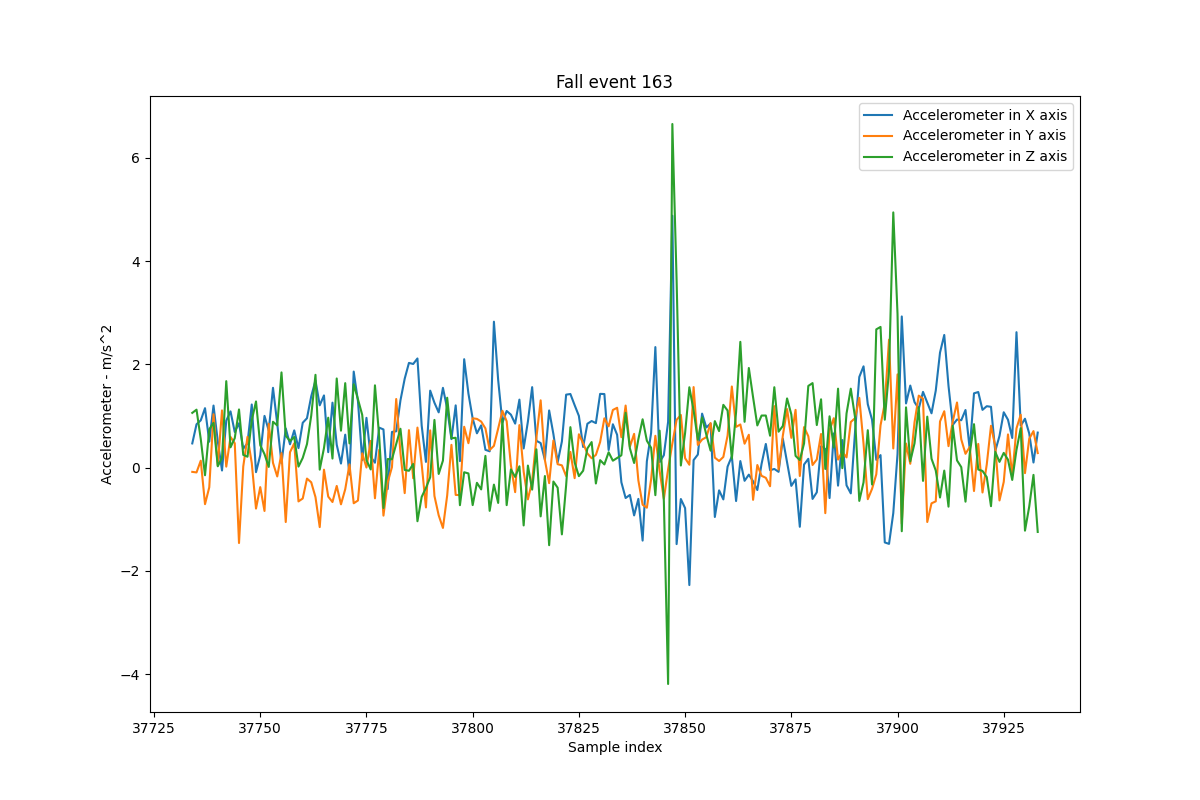 Fall event 163
Accelerometer in X axis
Accelerometer in Y axis
Accelerometer in Z axis
Accelerometer - m/s^2
6
4
2
0
−2
−4
37725 37750 37775 37800 37825 37850 37875 37900 37925
Sample index